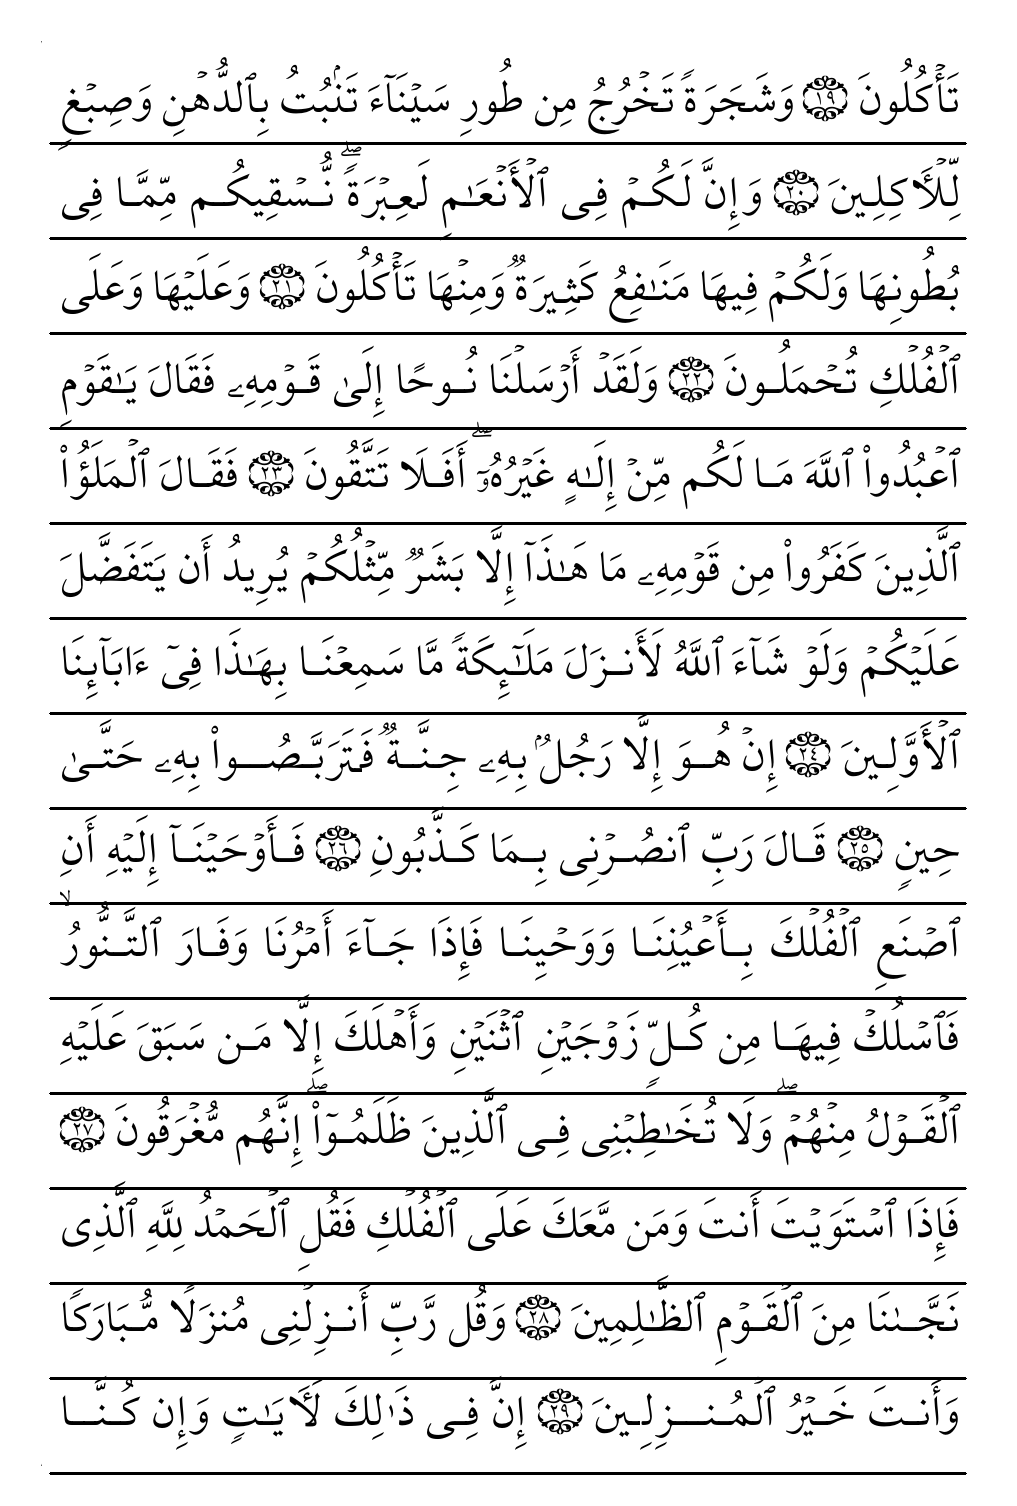 تَأۡكُلُونَ ١٩ وَشَجَرَةٗ تَخۡرُجُ مِن طُورِ سَيۡنَآءَ تَنۢبُتُ بِٱلدُّهۡنِ وَصِبۡغٖ
لِّلۡأٓكِلِينَ ٢٠ وَإِنَّ لَكُمۡ فِى ٱلۡأَنۡعَـٰمِ لَعِبۡرَةٗۖ نُّسۡقِيكُم مِّمَّا فِى
بُطُونِهَا وَلَكُمۡ فِيهَا مَنَـٰفِعُ كَثِيرَةٞ وَمِنۡهَا تَأۡكُلُونَ ٢١ وَعَلَيۡهَا وَعَلَى
ٱلۡفُلۡكِ تُحۡمَلُونَ ٢٢ وَلَقَدۡ أَرۡسَلۡنَا نُوحًا إِلَىٰ قَوۡمِهِۦ فَقَالَ يَـٰقَوۡمِ
ٱعۡبُدُواْ ٱللَّهَ مَا لَكُم مِّنۡ إِلَـٰهٍ غَيۡرُهُۥٓۖ أَفَلَا تَتَّقُونَ ٢٣ فَقَالَ ٱلۡمَلَؤُاْ
ٱلَّذِينَ كَفَرُواْ مِن قَوۡمِهِۦ مَا هَـٰذَآ إِلَّا بَشَرٞ مِّثۡلُكُمۡ يُرِيدُ أَن يَتَفَضَّلَ
عَلَيۡكُمۡ وَلَوۡ شَآءَ ٱللَّهُ لَأَنزَلَ مَلَـٰٓئِكَةٗ مَّا سَمِعۡنَا بِهَـٰذَا فِىٓ ءَابَآئِنَا
ٱلۡأَوَّلِينَ ٢٤ إِنۡ هُوَ إِلَّا رَجُلُۢ بِهِۦ جِنَّةٞ فَتَرَبَّصُواْ بِهِۦ حَتَّىٰ
حِينٖ ٢٥ قَالَ رَبِّ ٱنصُرۡنِى بِمَا كَذَّبُونِ ٢٦ فَأَوۡحَيۡنَآ إِلَيۡهِ أَنِ
ٱصۡنَعِ ٱلۡفُلۡكَ بِأَعۡيُنِنَا وَوَحۡيِنَا فَإِذَا جَآءَ أَمۡرُنَا وَفَارَ ٱلتَّنُّورُۙ
فَٱسۡلُكۡ فِيهَا مِن كُلّٖ زَوۡجَيۡنِ ٱثۡنَيۡنِ وَأَهۡلَكَ إِلَّا مَن سَبَقَ عَلَيۡهِ
ٱلۡقَوۡلُ مِنۡهُمۡۖ وَلَا تُخَـٰطِبۡنِى فِى ٱلَّذِينَ ظَلَمُوٓاْۖ إِنَّهُم مُّغۡرَقُونَ ٢٧
فَإِذَا ٱسۡتَوَيۡتَ أَنتَ وَمَن مَّعَكَ عَلَى ٱلۡفُلۡكِ فَقُلِ ٱلۡحَمۡدُ لِلَّهِ ٱلَّذِى
نَجَّىٰنَا مِنَ ٱلۡقَوۡمِ ٱلظَّـٰلِمِينَ ٢٨ وَقُل رَّبِّ أَنزِلۡنِى مُنزَلٗا مُّبَارَكٗا
وَأَنتَ خَيۡرُ ٱلۡمُنزِلِينَ ٢٩ إِنَّ فِى ذَٰلِكَ لَأٓيَـٰتٖ وَإِن كُنَّا